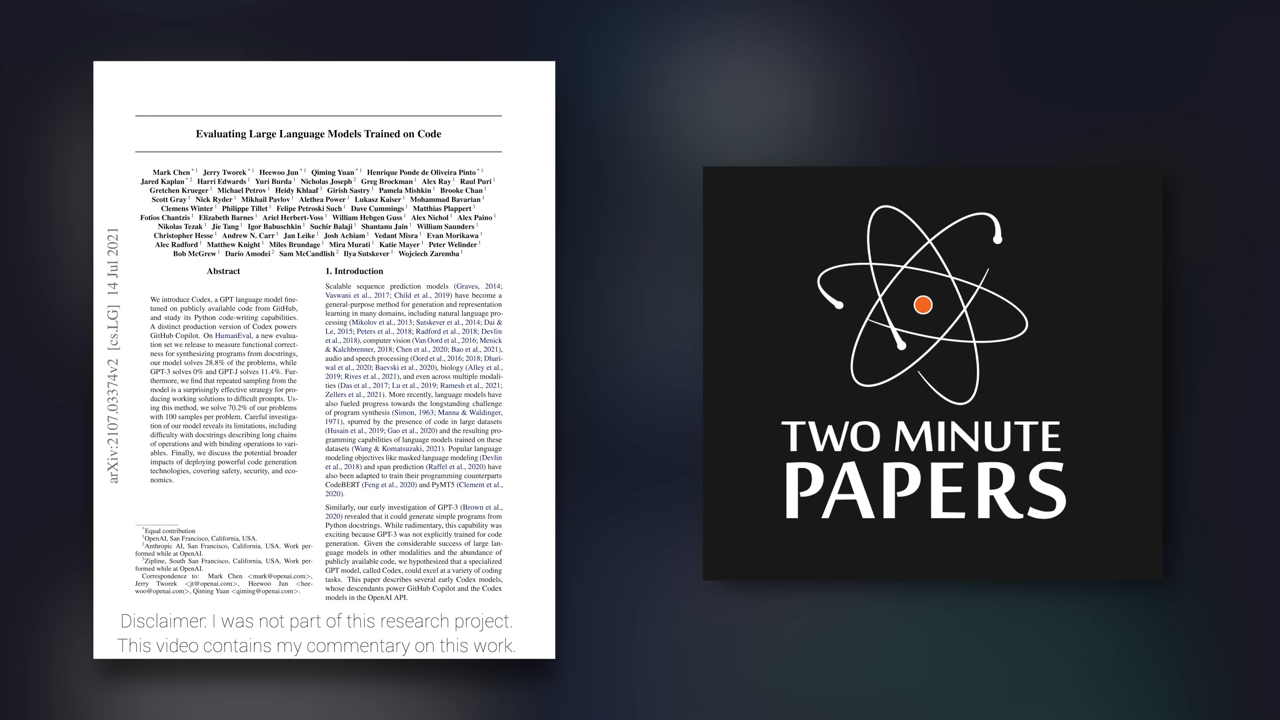 Evaluating Large Language Models Trained on Code
Mark Chen * 1 Jerry Tworek * 1 Heewoo Jun * 1 Qiming Yuan * 1 Henrique Ponde de Oliveira Pinto * 1
Jared Kaplan * 2 Harri Edwards 1 Yuri Burda 1 Nicholas Joseph 2 Greg Brockman 1 Alex Ray 1 Raul Puri 1
Gretchen Krueger 1 Michael Petrov 1 Heidy Khlaaf 3 Girish Sastry 1 Pamela Mishkin 1 Brooke Chan 1
Scott Gray 1 Nick Ryder 1 Mikhail Pavlov 1 Alethea Power 1 Lukasz Kaiser 1 Mohammad Bavarian 1
Clemens Winter 1 Philippe Tillet 1 Felipe Petroski Such 1 Dave Cummings 1 Matthias Plappert 1
Fotios Chantzis 1 Elizabeth Barnes 1 Ariel Herbert-Voss 1 William Hebgen Guss 1 Alex Nichol 1 Alex Paino 1
Nikolas Tezak 1 Jie Tang 1 Igor Babuschkin 1 Suchir Balaji 1 Shantanu Jain 1 William Saunders 1
Christopher Hesse 1 Andrew N. Carr 1 Jan Leike 1 Josh Achiam 1 Vedant Misra 1 Evan Morikawa 1
Alec Radford 1 Matthew Knight 1 Miles Brundage 1 Mira Murati 1 Katie Mayer 1 Peter Welinder 1
Bob McGrew 1 Dario Amodei 2 Sam McCandlish 2 Ilya Sutskever 1 Wojciech Zaremba 1
arXiv:2107.03374v2 [cs.LG] 14 Jul 2021
Abstract
We introduce Codex, a GPT language model fine-
tuned on publicly available code from GitHub,
and study its Python code-writing capabilities.
A distinct production version of Codex powers
GitHub Copilot. On HumanEval, a new evalua-
tion set we release to measure functional correct-
ness for synthesizing programs from docstrings,
our model solves 28.8% of the problems, while
GPT-3 solves 0% and GPT-J solves 11.4%. Fur-
thermore, we find that repeated sampling from the
model is a surprisingly effective strategy for pro-
ducing working solutions to difficult prompts. Us-
ing this method, we solve 70.2% of our problems
with 100 samples per problem. Careful investiga-
tion of our model reveals its limitations, including
difficulty with docstrings describing long chains
of operations and with binding operations to vari-
ables. Finally, we discuss the potential broader
impacts of deploying powerful code generation
technologies, covering safety, security, and eco-
nomics.
*Equal contribution
1OpenAI, San Francisco, California, USA.
2Anthropic AI, San Francisco, California, USA. Work per-
formed while at OpenAI.
3Zipline, South San Francisco, California, USA. Work per-
formed while at OpenAI.
Correspondence to: Mark Chen <mark@openai.com>,
Jerry Tworek <jt@openai.com>, Heewoo Jun <hee-
woo@openai.com>, Qiming Yuan <qiming@openai.com>.
1. Introduction
Scalable sequence prediction models (Graves, 2014;
Vaswani et al., 2017; Child et al., 2019) have become a
general-purpose method for generation and representation
learning in many domains, including natural language pro-
cessing (Mikolov et al., 2013; Sutskever et al., 2014; Dai &
Le, 2015; Peters et al., 2018; Radford et al., 2018; Devlin
et al., 2018), computer vision (Van Oord et al., 2016; Menick
& Kalchbrenner, 2018; Chen et al., 2020; Bao et al., 2021),
audio and speech processing (Oord et al., 2016; 2018; Dhari-
wal et al., 2020; Baevski et al., 2020), biology (Alley et al.,
2019; Rives et al., 2021), and even across multiple modali-
ties (Das et al., 2017; Lu et al., 2019; Ramesh et al., 2021;
Zellers et al., 2021). More recently, language models have
also fueled progress towards the longstanding challenge
of program synthesis (Simon, 1963; Manna & Waldinger,
1971), spurred by the presence of code in large datasets
(Husain et al., 2019; Gao et al., 2020) and the resulting pro-
gramming capabilities of language models trained on these
datasets (Wang & Komatsuzaki, 2021). Popular language
modeling objectives like masked language modeling (Devlin
et al., 2018) and span prediction (Raffel et al., 2020) have
also been adapted to train their programming counterparts
CodeBERT (Feng et al., 2020) and PyMT5 (Clement et al.,
2020).
Similarly, our early investigation of GPT-3 (Brown et al.,
2020) revealed that it could generate simple programs from
Python docstrings. While rudimentary, this capability was
exciting because GPT-3 was not explicitly trained for code
generation. Given the considerable success of large lan-
guage models in other modalities and the abundance of
publicly available code, we hypothesized that a specialized
GPT model, called Codex, could excel at a variety of coding
tasks. This paper describes several early Codex models,
whose descendants power GitHub Copilot and the Codex
models in the OpenAI API.
Disclaimer: I was not part of this research project.
This video contains my commentary on this work.
TWO MINUTE
PAPERS